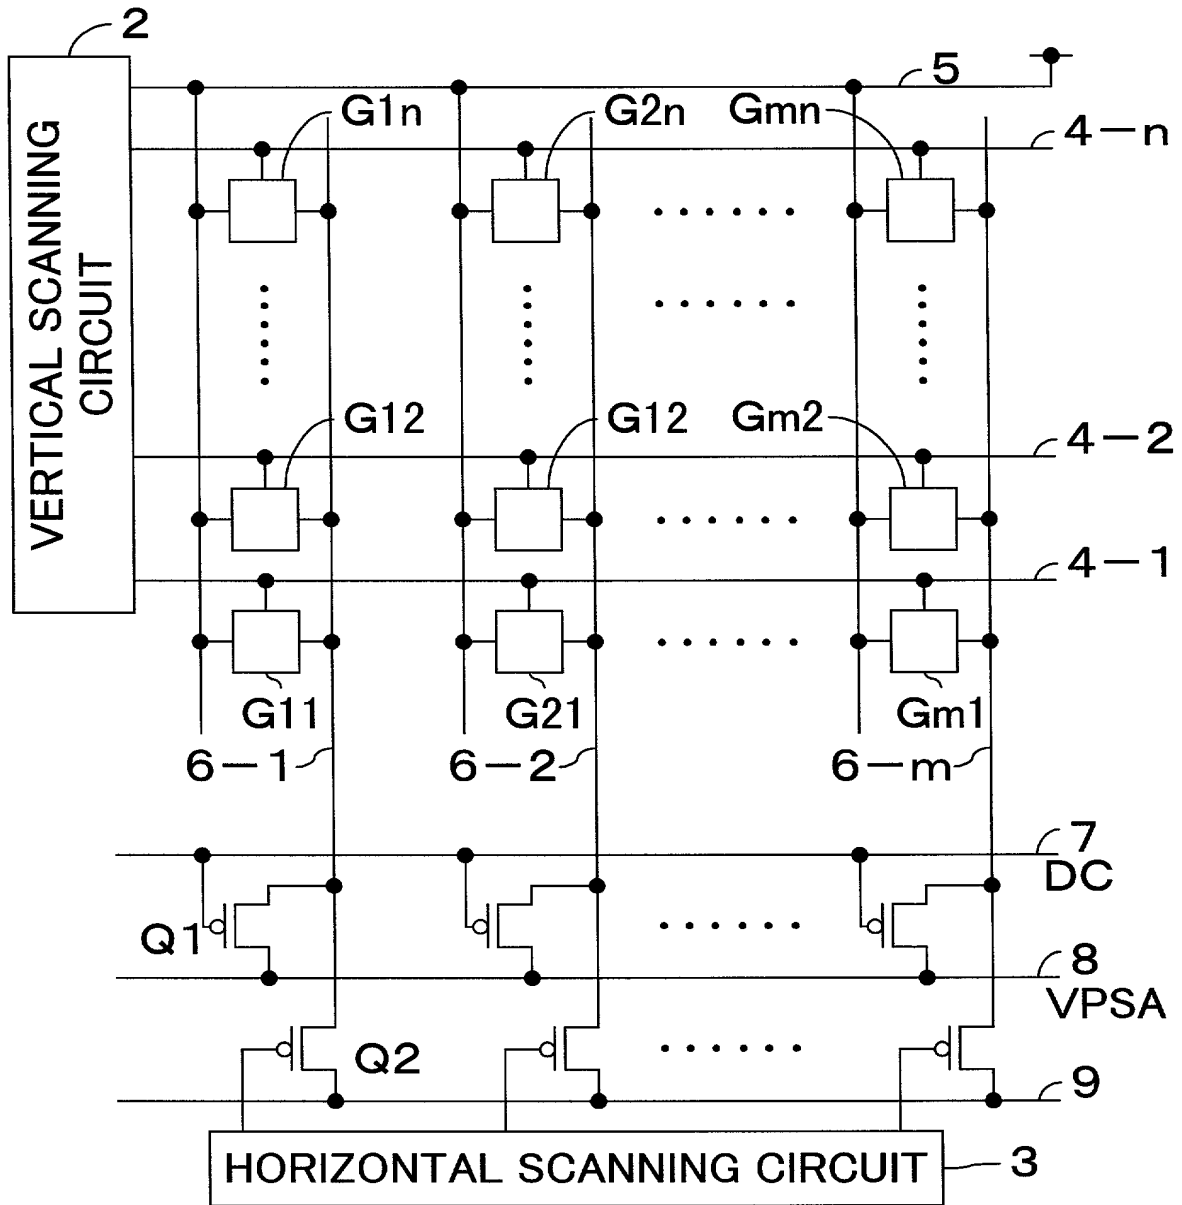 2
5
G1n
G2n
Gmn
4-n
VERTICAL SCANNING
CIRCUIT
G12
G12
Gm2
4-2
4-1
G11
G21
Gm1
6-1
6-2
6-m
7
DC
Q1
8
VPSA
Q2
9
HORIZONTAL SCANNING CIRCUIT
3